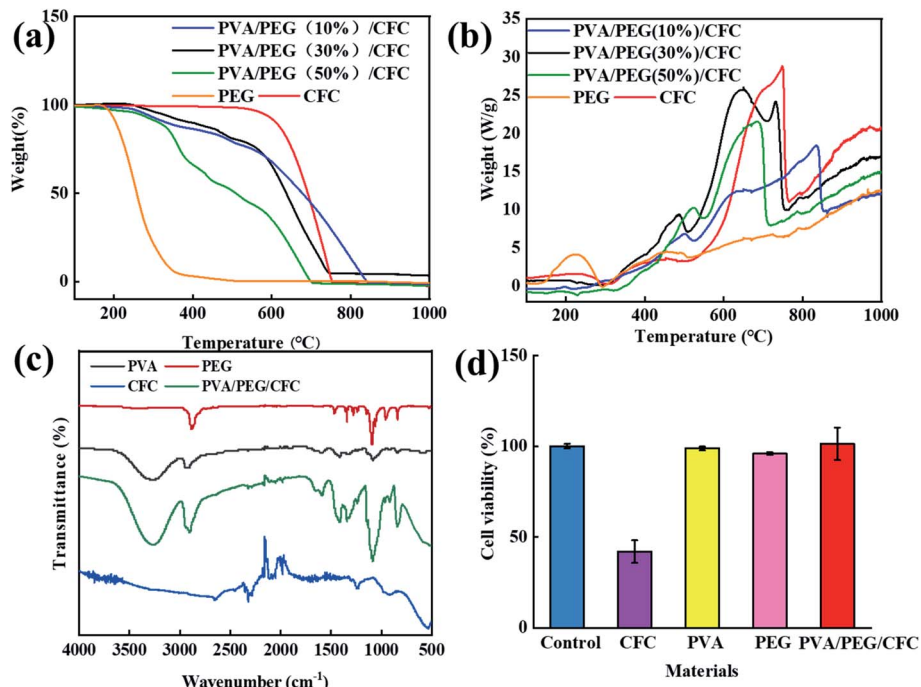 (a)
PVA/PEG（10%）/CFC
PVA/PEG（30%）/CFC
PVA/PEG（50%）/CFC
PEG CFC
150
100
50
0
Weight(%)
200 400 600 800 1000
Temperature (℃)
(b)
PVA/PEG(10%)/CFC
PVA/PEG(30%)/CFC
PVA/PEG(50%)/CFC
PEG CFC
35
30
25
20
15
10
5
0
Weight (W/g)
200 400 600 800 1000
Temperature (℃)
(c)
PVA PEG
CFC PVA/PEG/CFC
Transmittance (%)
4000 3500 3000 2500 2000 1500 1000 500
Wavenumber (cm⁻¹)
(d)
150
100
50
0
Cell viability (%)
Control CFC PVA PEG PVA/PEG/CFC
Materials